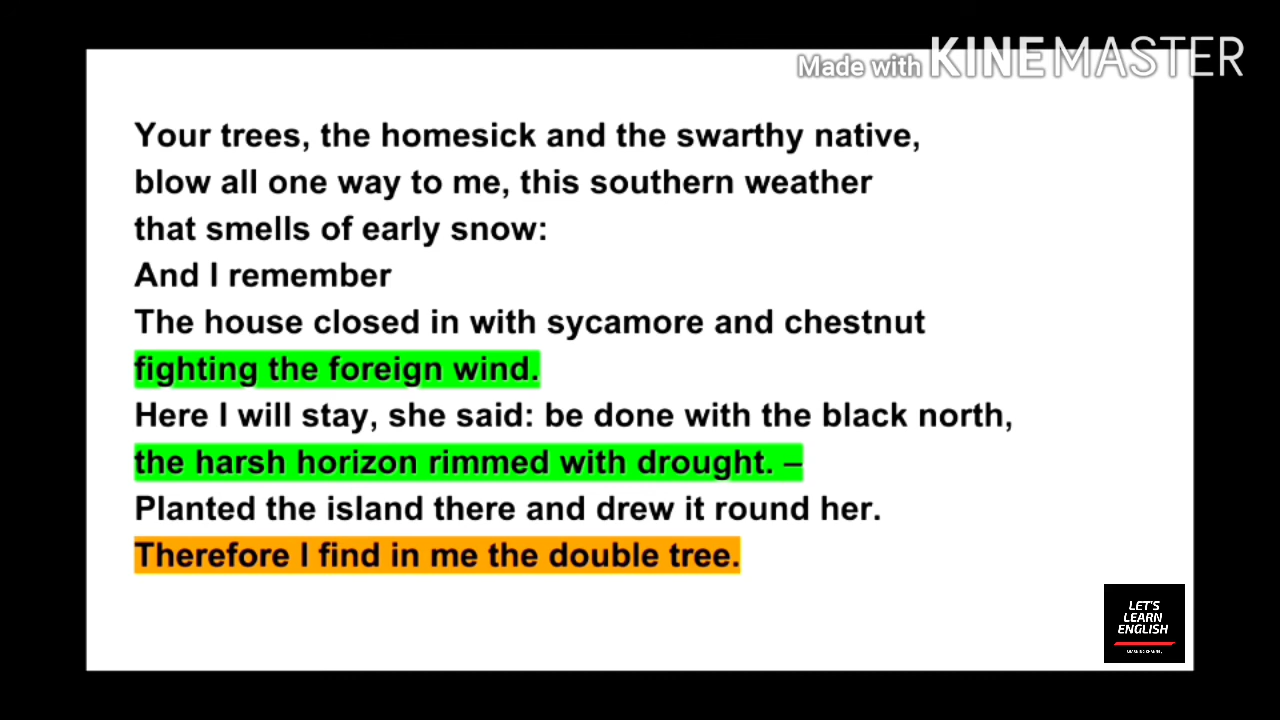 Made with KINEMASTER
Your trees, the homesick and the swarthy native,
blow all one way to me, this southern weather
that smells of early snow:
And I remember
The house closed in with sycamore and chestnut
fighting the foreign wind.
Here I will stay, she said: be done with the black north,
the harsh horizon rimmed with drought. –
Planted the island there and drew it round her.
Therefore I find in me the double tree.
LET'S
LEARN
ENGLISH